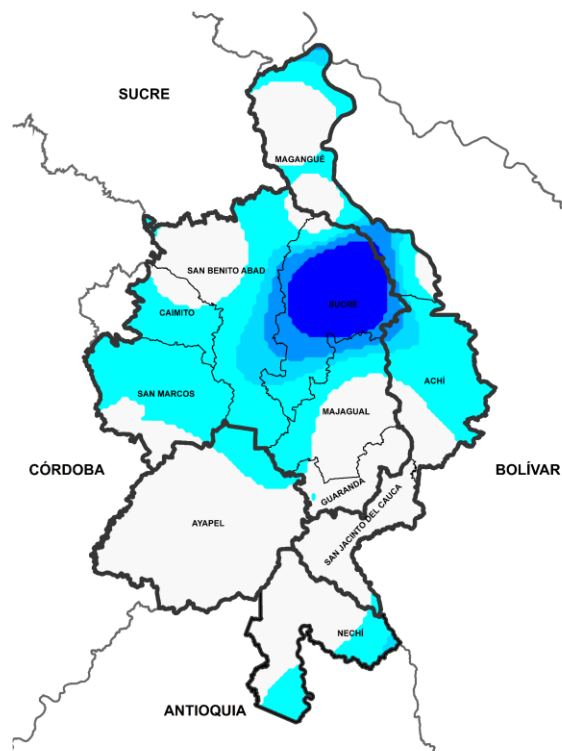 SUCRE
MAGANGUÉ
SAN BENITO ABAD
SUCRE
CAIMITO
ACHÍ
SAN MARCOS
MAJAGUAL
CÓRDOBA
BOLÍVAR
GUARANDA
SAN JACINTO DEL CAUCA
AYAPEL
NECHÍ
ANTIOQUIA